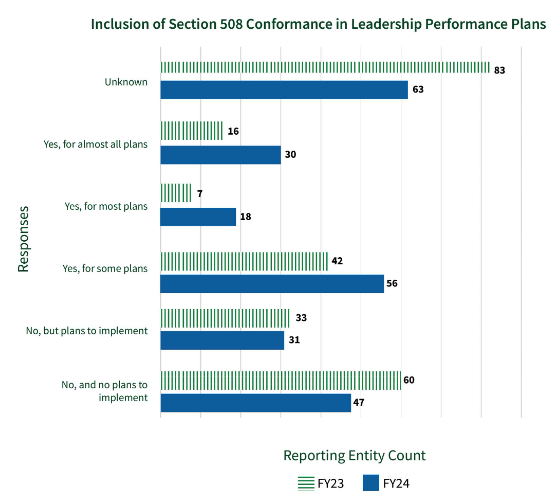 Inclusion of Section 508 Conformance in Leadership Performance Plans
Responses
Unknown
83
63
Yes, for almost all plans
16
30
Yes, for most plans
7
18
Yes, for some plans
42
56
No, but plans to implement
33
31
No, and no plans to
implement
60
47
Reporting Entity Count
FY23
FY24